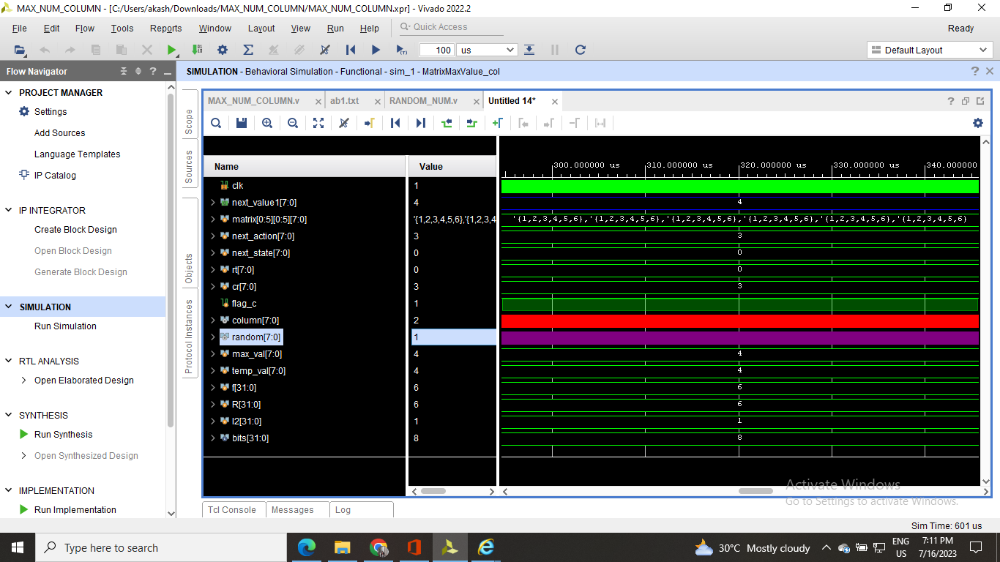 MAX_NUM_COLUMN - [C:/Users/akash/Downloads/MAX_NUM_COLUMN/MAX_NUM_COLUMN.xpr] - Vivado 2022.2
File Edit Flow Tools Reports Window Layout View Run Help Quick Access Ready
100 us Default Layout
Flow Navigator
SIMULATION - Behavioral Simulation - Functional - sim_1 - MatrixMaxValue_col
PROJECT MANAGER
Settings
Add Sources
Language Templates
IP Catalog
IP INTEGRATOR
Create Block Design
Open Block Design
Generate Block Design
SIMULATION
Run Simulation
RTL ANALYSIS
Open Elaborated Design
SYNTHESIS
Run Synthesis
Open Synthesized Design
IMPLEMENTATION
Run Implementation
Scope
Sources
Objects
Protocol Instances
MAX_NUM_COLUMN.v ab1.txt RANDOM_NUM.v Untitled 14*
Name Value
300.000000 us 310.000000 us 320.000000 us 330.000000 us 340.000000
clk 1
next_value1[7:0] 4 4
matrix[0:5][0:5][7:0] '{1,2,3,4,5,6},'{1,2,3,4 '{1,2,3,4,5,6},'{1,2,3,4,5,6},'{1,2,3,4,5,6},'{1,2,3,4,5,6},'{1,2,3,4,5,6},'{1,2,3,4,5,6}
next_action[7:0] 3 3
next_state[7:0] 0 0
rt[7:0] 0 0
cr[7:0] 3 3
flag_c 1
column[7:0] 2
random[7:0] 1
max_val[7:0] 4 4
temp_val[7:0] 4 4
f[31:0] 6 6
R[31:0] 6 6
l2[31:0] 1 1
bits[31:0] 8 8
Activate Windows
Go to Settings to activate Windows.
Tcl Console Messages Log
Sim Time: 601 us
Type here to search
30°C Mostly cloudy
ENG
US
7:11 PM
7/16/2023